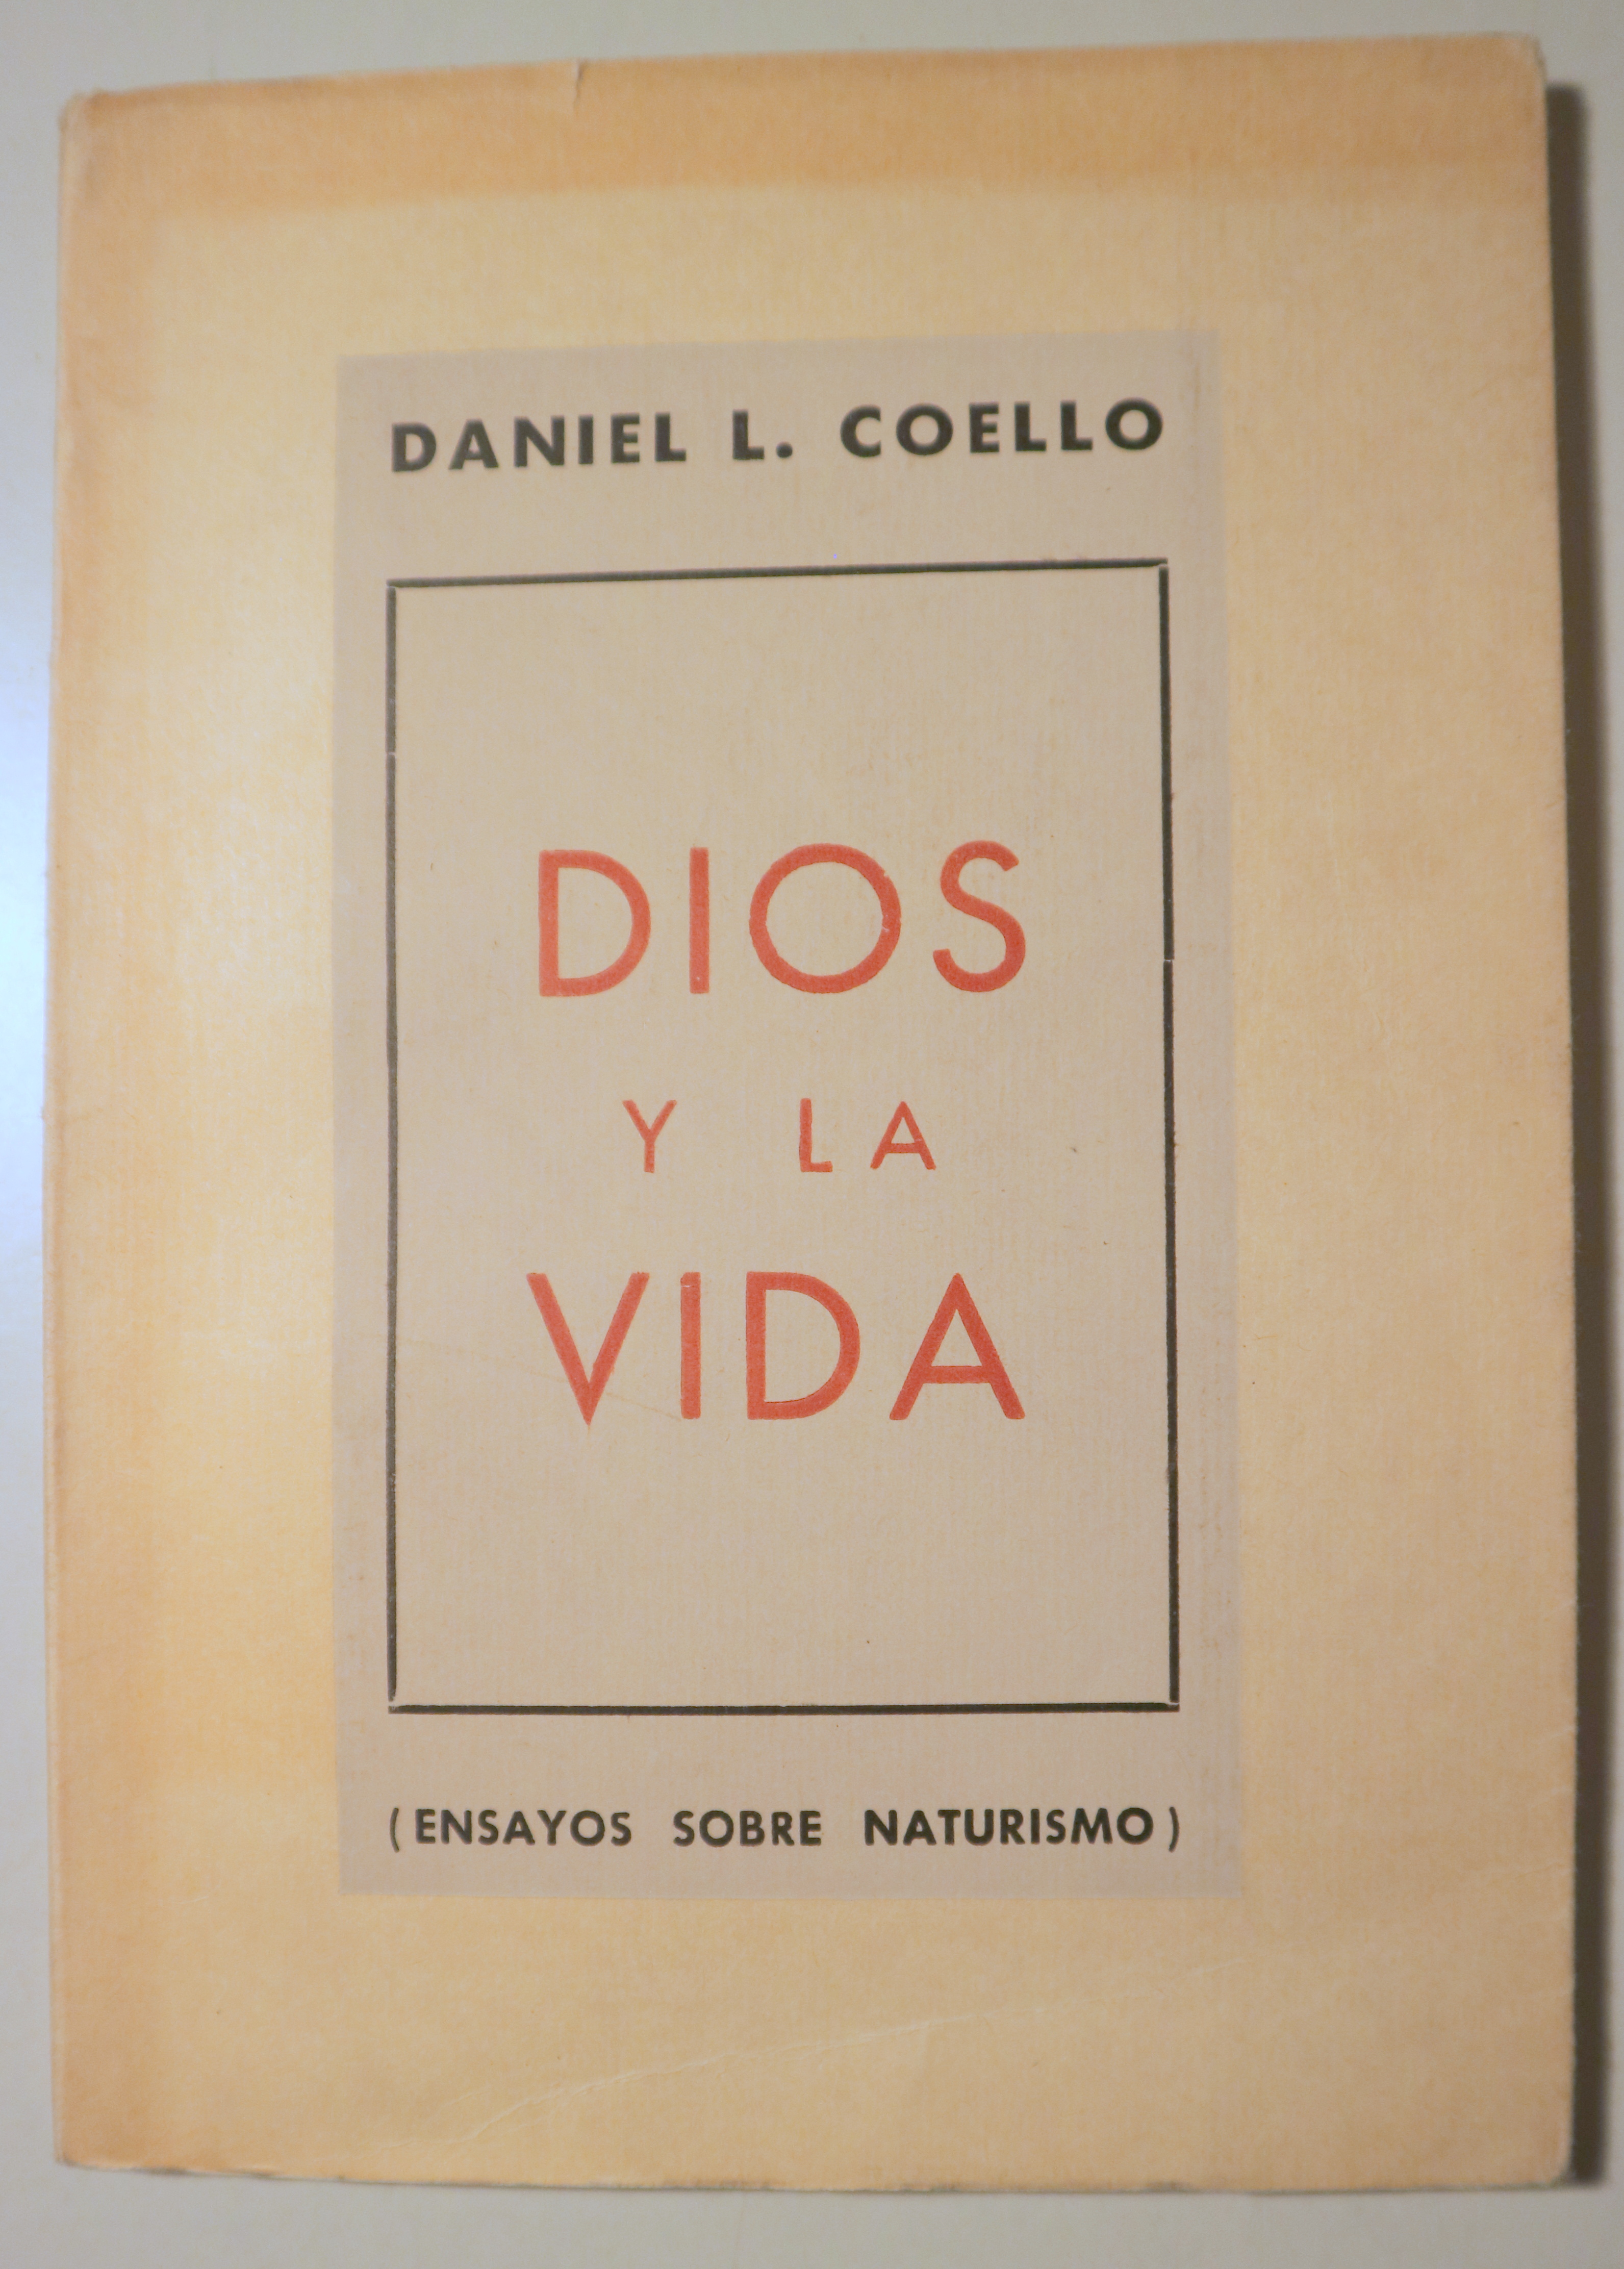 DANIEL L. COELLO
DIOS
Y LA
VIDA
(ENSAYOS SOBRE NATURISMO)